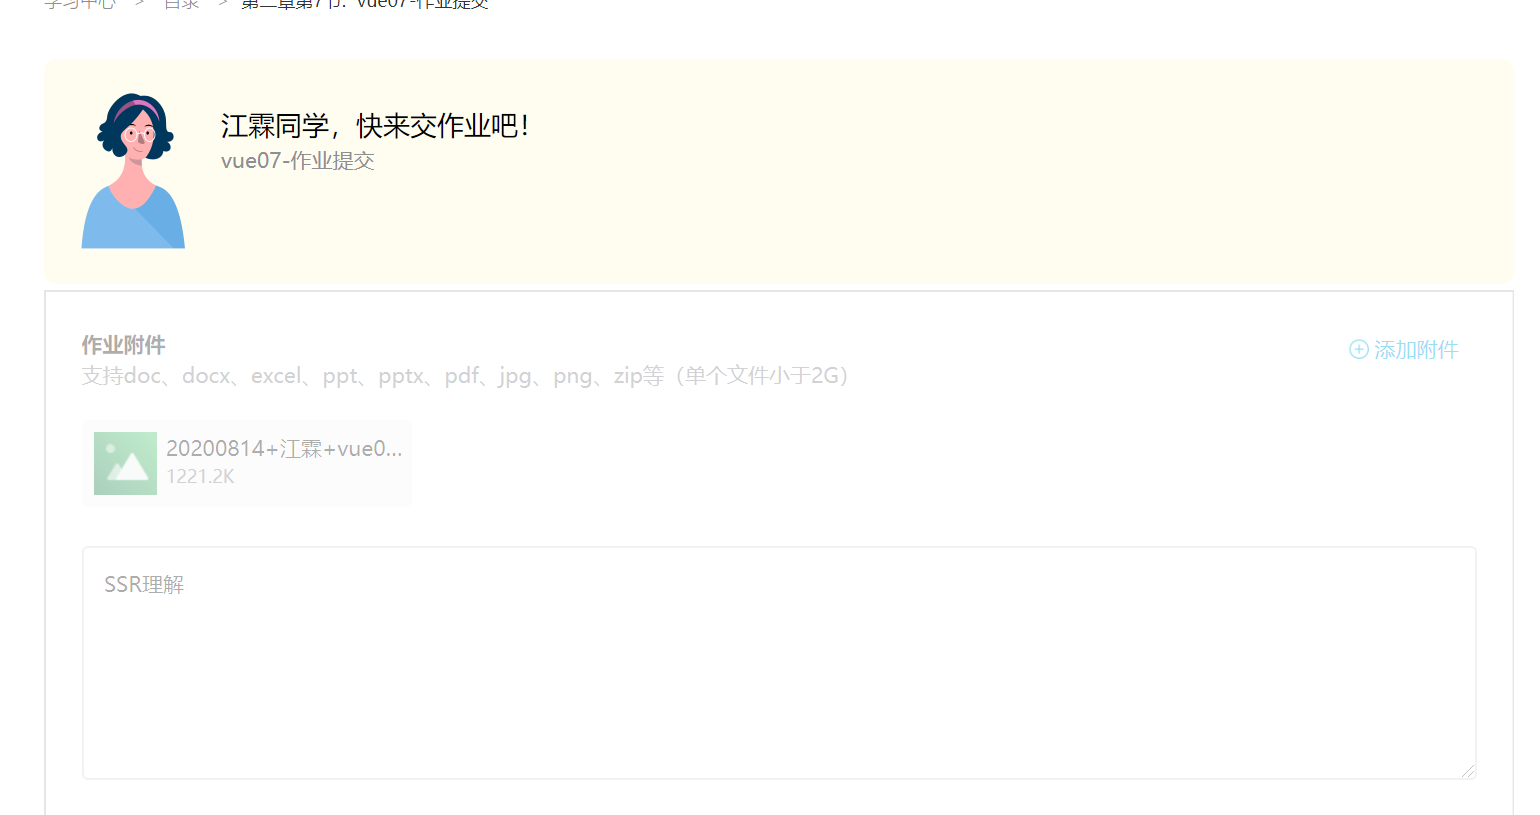 学习中心 > 目录 > 第二章第7节: vue07-作业提交
江霖同学，快来交作业吧！
vue07-作业提交
作业附件
添加附件
支持doc、docx、excel、ppt、pptx、pdf、jpg、png、zip等（单个文件小于2G）
20200814+江霖+vue0...
1221.2K
SSR理解